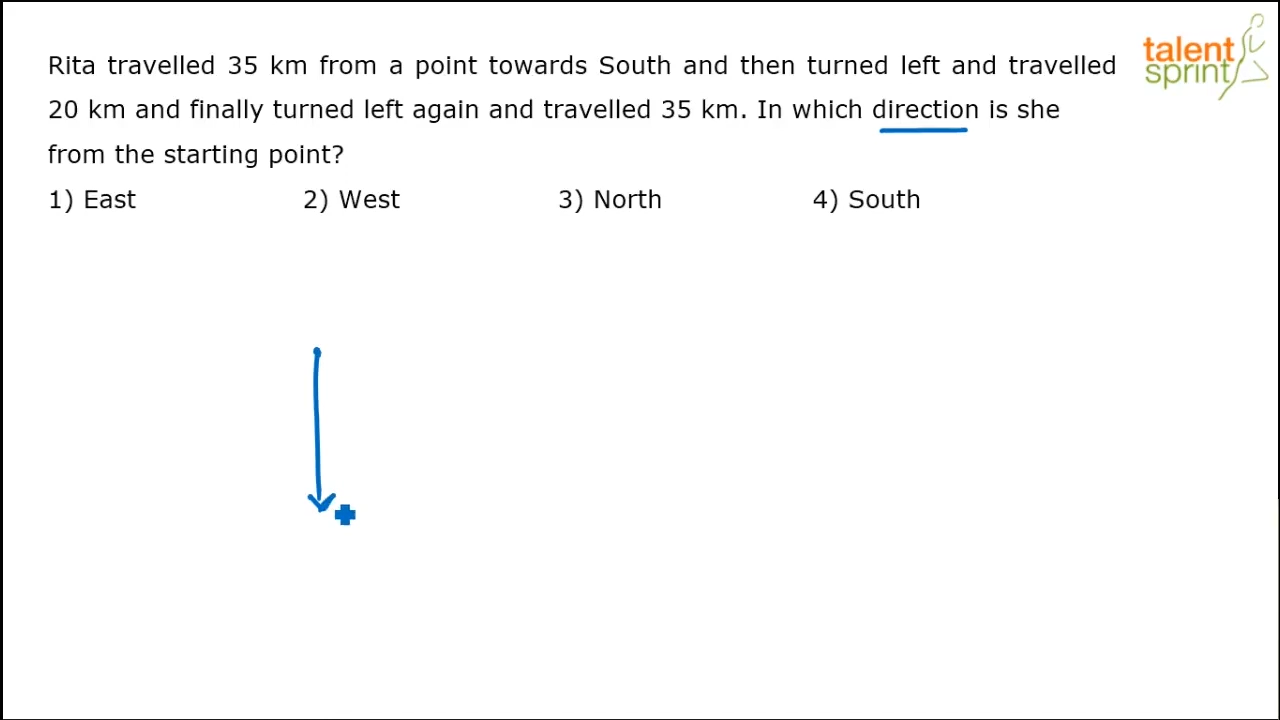 talent
sprint
Rita travelled 35 km from a point towards South and then turned left and travelled
20 km and finally turned left again and travelled 35 km. In which direction is she
from the starting point?
1) East 2) West 3) North 4) South